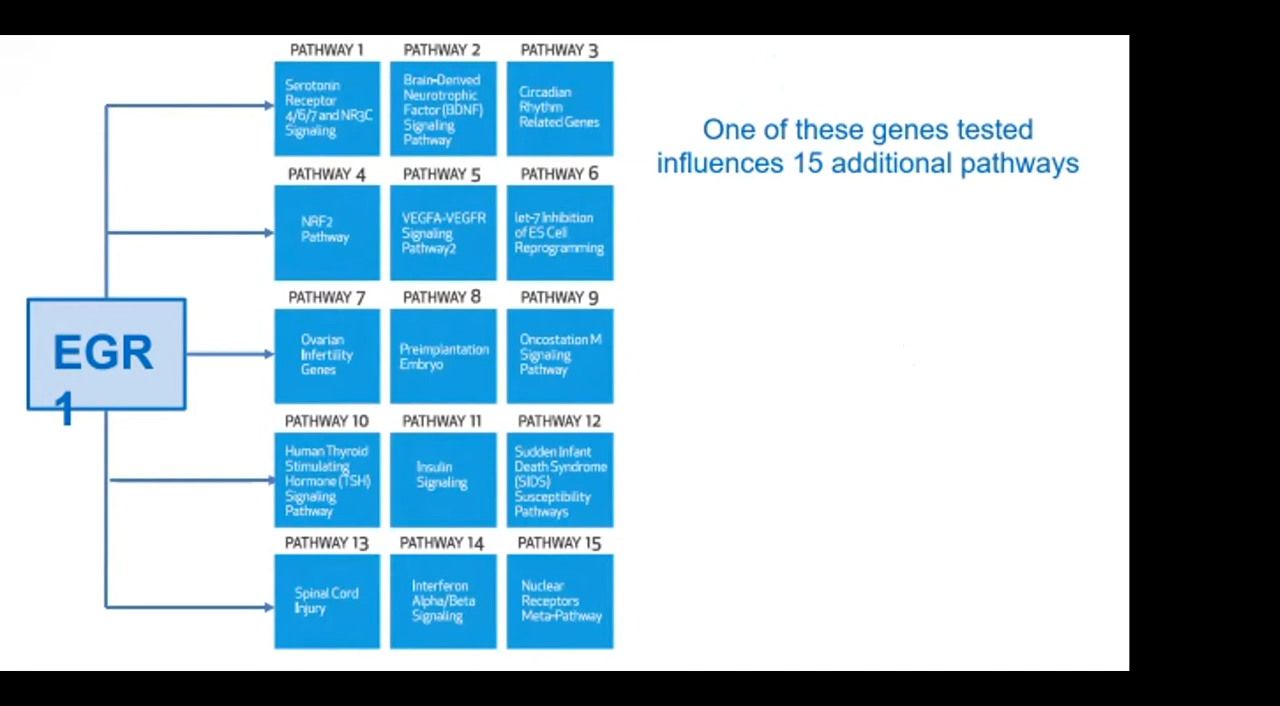 PATHWAY 1
PATHWAY 2
PATHWAY 3
Serotonin
Receptor
4/6/7 and NR3C
Signaling
Brain-Derived
Neurotrophic
Factor (BDNF)
Signaling
Pathway
Circadian
Rhythm
Related Genes
One of these genes tested
influences 15 additional pathways
PATHWAY 4
PATHWAY 5
PATHWAY 6
NRF2
Pathway
VEGFA-VEGFR
Signaling
Pathway2
let-7 Inhibition
of ES Cell
Reprogramming
EGR
1
PATHWAY 7
PATHWAY 8
PATHWAY 9
Ovarian
Infertility
Genes
Preimplantation
Embryo
Oncostation M
Signaling
Pathway
PATHWAY 10
PATHWAY 11
PATHWAY 12
Human Thyroid
Stimulating
Hormone (TSH)
Signaling
Pathway
Insulin
Signaling
Sudden Infant
Death Syndrome
(SIDS)
Susceptibility
Pathways
PATHWAY 13
PATHWAY 14
PATHWAY 15
Spinal Cord
Injury
Interferon
Alpha/Beta
Signaling
Nuclear
Receptors
Meta-Pathway